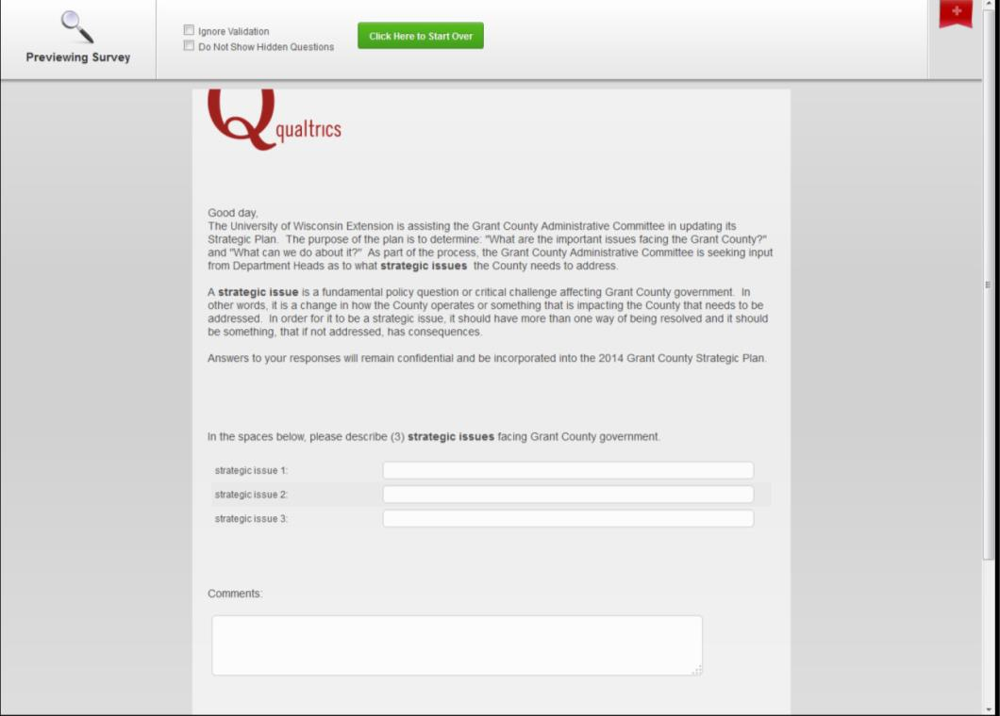 Ignore Validation
Do Not Show Hidden Questions
Click Here to Start Over
Previewing Survey
Q
qualtrics
Good day,
The University of Wisconsin Extension is assisting the Grant County Administrative Committee in updating its
Strategic Plan.  The purpose of the plan is to determine: "What are the important issues facing the Grant County?"
and "What can we do about it?"  As part of the process, the Grant County Administrative Committee is seeking input
from Department Heads as to what strategic issues  the County needs to address.
A strategic issue is a fundamental policy question or critical challenge affecting Grant County government.  In
other words, it is a change in how the County operates or something that is impacting the County that needs to be
addressed.  In order for it to be a strategic issue, it should have more than one way of being resolved and it should
be something, that if not addressed, has consequences.
Answers to your responses will remain confidential and be incorporated into the 2014 Grant County Strategic Plan.
In the spaces below, please describe (3) strategic issues facing Grant County government.
strategic issue 1:
strategic issue 2:
strategic issue 3:
Comments: